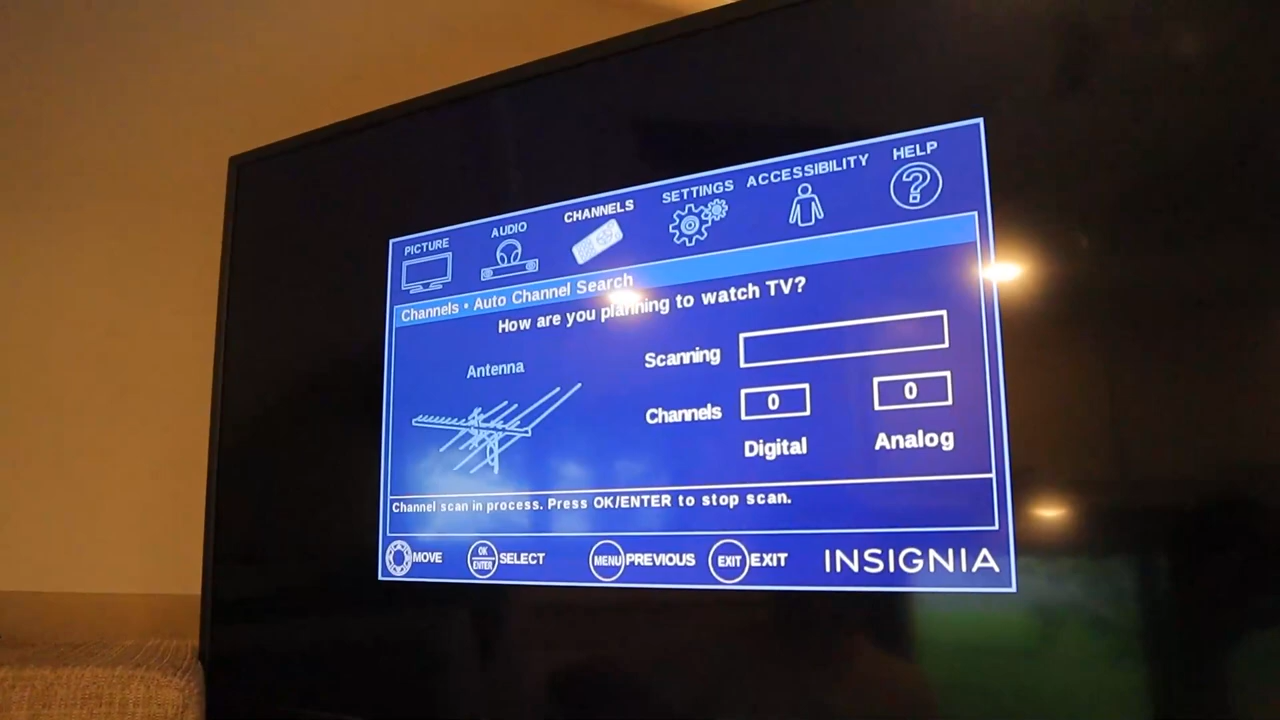 PICTURE
AUDIO
CHANNELS
SETTINGS
ACCESSIBILITY
HELP
?
Channels • Auto Channel Search
How are you planning to watch TV?
Antenna
Scanning
Channels
0
0
Digital
Analog
Channel scan in process. Press OK/ENTER to stop scan.
MOVE
OK
ENTER
SELECT
MENU
PREVIOUS
EXIT
EXIT
INSIGNIA